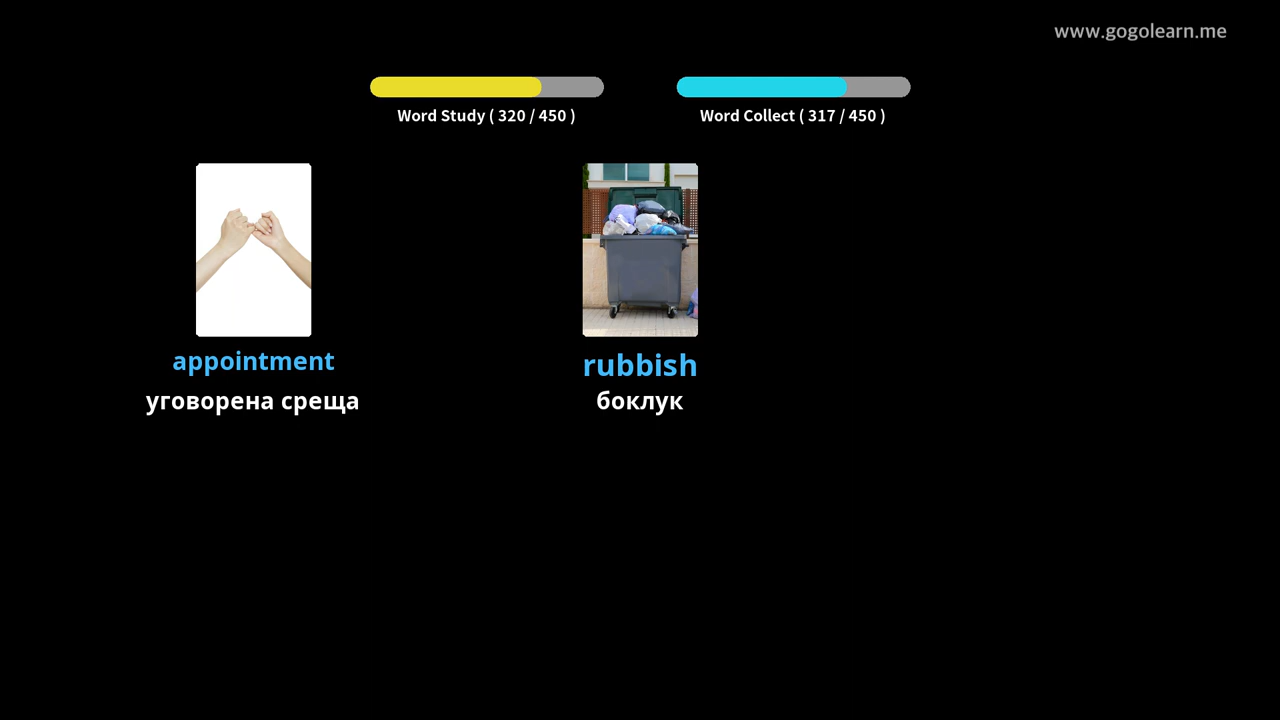 www.gogolearn.me
Word Study ( 320 / 450 )
Word Collect ( 317 / 450 )
appointment
уговорена среща
rubbish
боклук